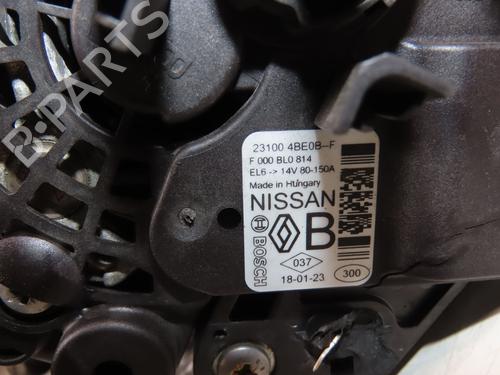 23100 4BE0B--F
F 000 BL0 814
EL6 -> 14V 80-150A
Made in Hungary
NISSAN
BOSCH
B
037
18-01-23
300
B-PARTS